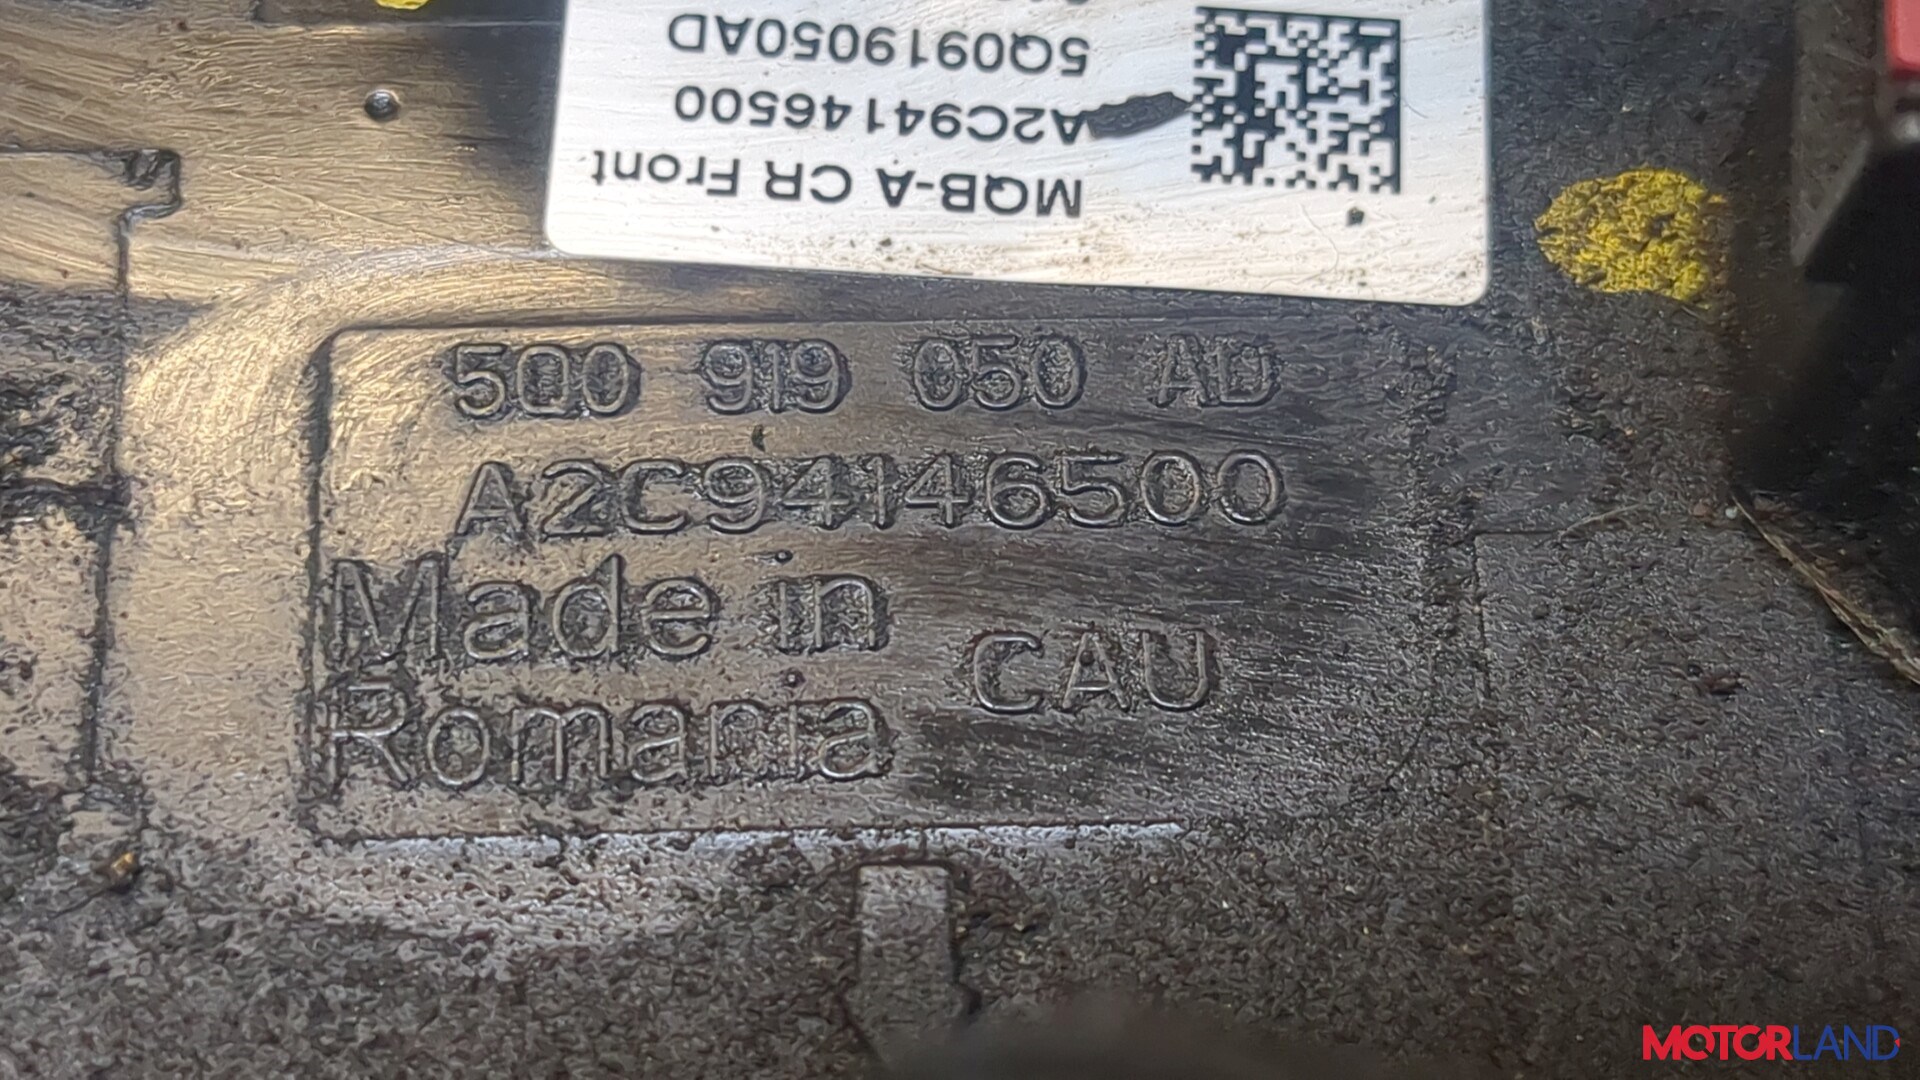 5Q0919050AD
A2C94146500
MQB-A CR Front
5Q0 919 050 AD
A2C94146500
Made in
Romania
CAU
MOTORLAND